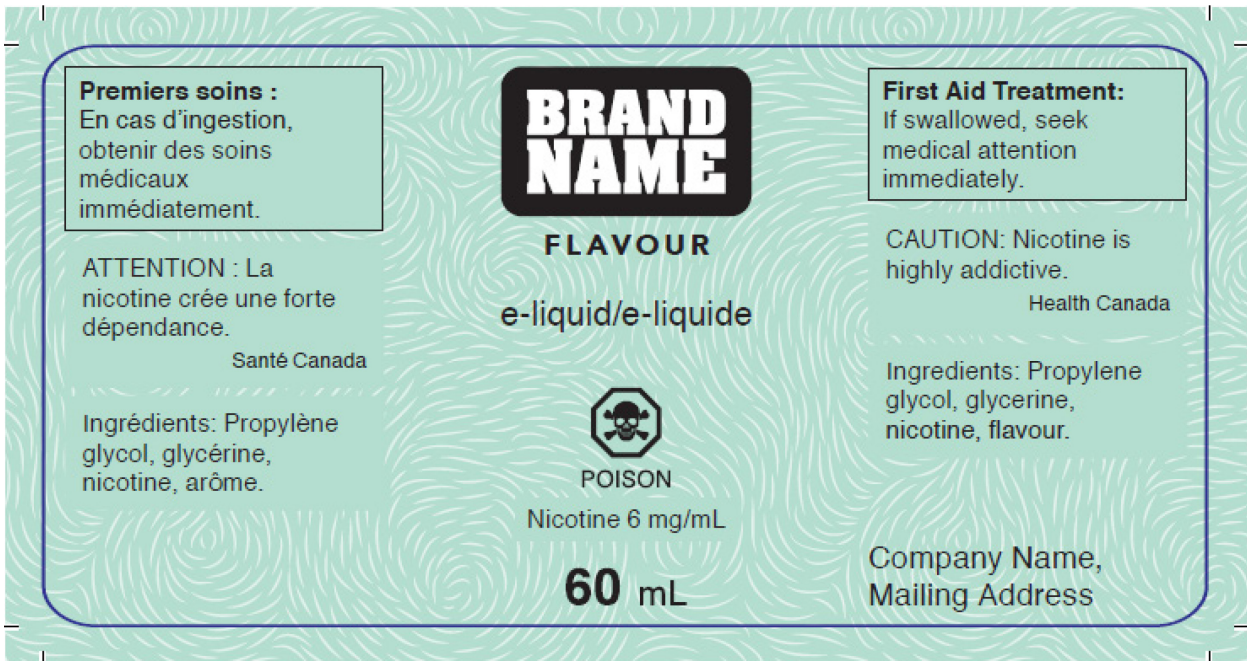 Premiers soins :
En cas d'ingestion,
obtenir des soins
médicaux
immédiatement.
ATTENTION : La
nicotine crée une forte
dépendance.
Santé Canada
Ingrédients: Propylène
glycol, glycérine,
nicotine, arôme.
BRAND
NAME
FLAVOUR
e-liquid/e-liquide
POISON
Nicotine 6 mg/mL
60 mL
First Aid Treatment:
If swallowed, seek
medical attention
immediately.
CAUTION: Nicotine is
highly addictive.
Health Canada
Ingredients: Propylene
glycol, glycerine,
nicotine, flavour.
Company Name,
Mailing Address